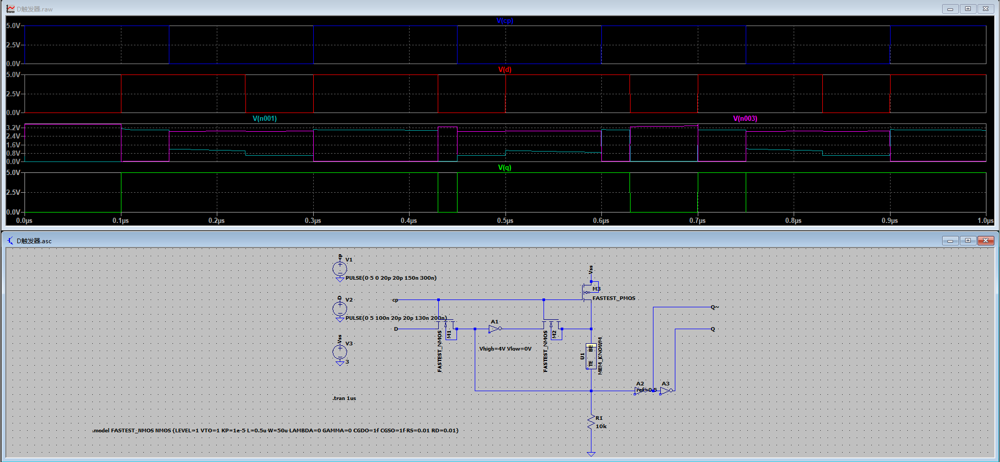 D触发器.raw
V(cp)
5.0V
2.5V
0.0V
V(d)
5.0V
2.5V
0.0V
V(n001) V(n003)
3.2V
2.4V
1.6V
0.8V
0.0V
V(q)
5.0V
2.5V
0.0V
0.0µs 0.1µs 0.2µs 0.3µs 0.4µs 0.5µs 0.6µs 0.7µs 0.8µs 0.9µs 1.0µs
D触发器.asc
cp
V1
PULSE(0 5 0 20p 20p 150n 300n)
D
V2
PULSE(0 5 100n 20p 20p 130n 200n)
Vss
V3
3
.tran 1us
.model FASTEST_NMOS NMOS (LEVEL=1 VTO=1 KP=1e-5 L=0.5u W=50u LAMBDA=0 GAMMA=0 CGDO=1f CGSO=1f RS=0.01 RD=0.01)
cp
D
M1
FASTEST_NMOS
A1
Vhigh=4V Vlow=0V
M2
FASTEST_NMOS
Vss
M3
FASTEST_PMOS
U1
BE
TE
MEM_KNOWM
R1
10k
A2
ref=0.5
A3
Q~
Q